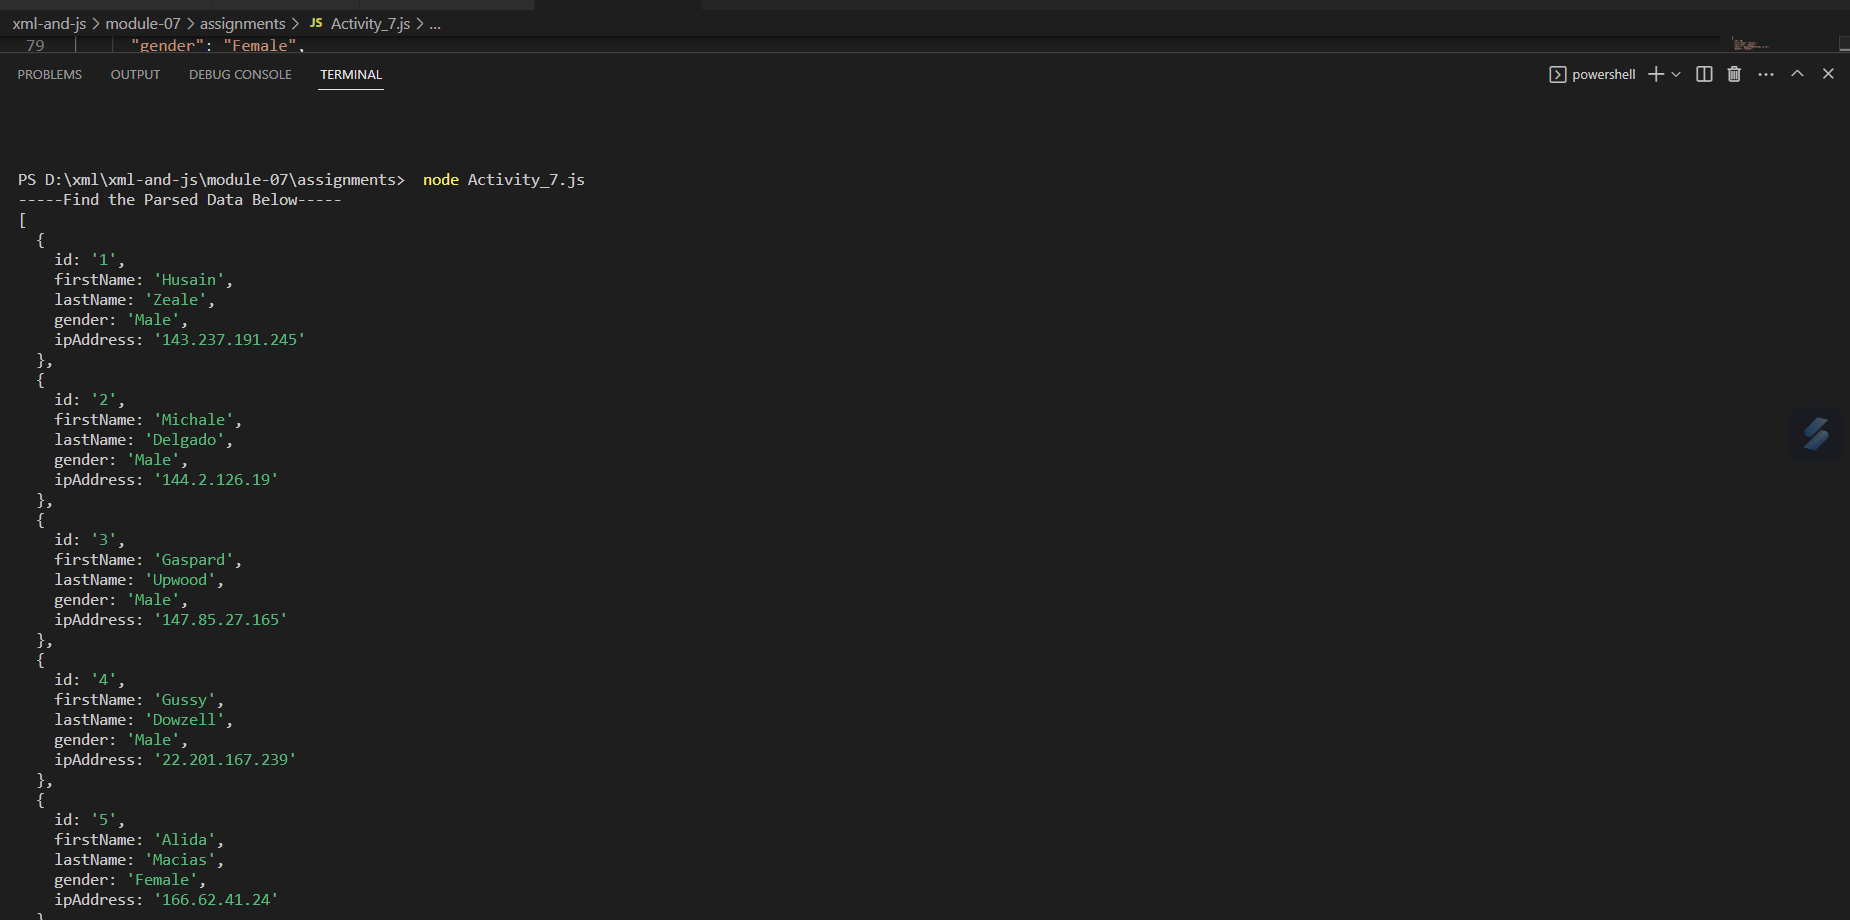 xml-and-js > module-07 > assignments > JS Activity_7.js > ...
79 "gender": "Female",
PROBLEMS OUTPUT DEBUG CONSOLE TERMINAL powershell
PS D:\xml\xml-and-js\module-07\assignments> node Activity_7.js
-----Find the Parsed Data Below-----
[
{
id: '1',
firstName: 'Husain',
lastName: 'Zeale',
gender: 'Male',
ipAddress: '143.237.191.245'
},
{
id: '2',
firstName: 'Michale',
lastName: 'Delgado',
gender: 'Male',
ipAddress: '144.2.126.19'
},
{
id: '3',
firstName: 'Gaspard',
lastName: 'Upwood',
gender: 'Male',
ipAddress: '147.85.27.165'
},
{
id: '4',
firstName: 'Gussy',
lastName: 'Dowzell',
gender: 'Male',
ipAddress: '22.201.167.239'
},
{
id: '5',
firstName: 'Alida',
lastName: 'Macias',
gender: 'Female',
ipAddress: '166.62.41.24'
}